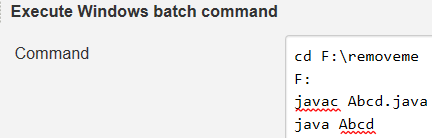 Execute Windows batch command
Command
cd F:\removeme
F:
javac Abcd.java
java Abcd